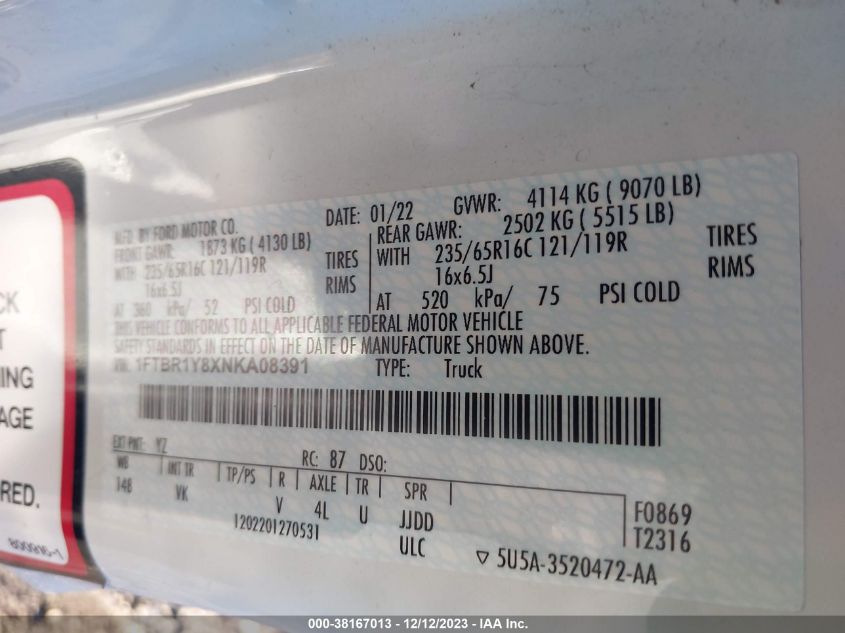 CK
T
NING
AGE
RED.
800916-7
MFD. BY FORD MOTOR CO.
DATE: 01/22 GVWR: 4114 KG ( 9070 LB)
FRONT GAWR: 1873 KG ( 4130 LB)
WITH 235/65R16C 121/119R TIRES
16x6.5J RIMS
AT 360 kPa/ 52 PSI COLD
REAR GAWR: 2502 KG ( 5515 LB)
WITH 235/65R16C 121/119R TIRES
16x6.5J RIMS
AT 520 kPa/ 75 PSI COLD
THIS VEHICLE CONFORMS TO ALL APPLICABLE FEDERAL MOTOR VEHICLE
SAFETY STANDARDS IN EFFECT ON THE DATE OF MANUFACTURE SHOWN ABOVE.
VIN: 1FTBR1Y8XNKA08391 TYPE: Truck
EXT PNT: YZ RC: 87 DSO:
WB INT TR TP/PS R AXLE TR SPR
148 VK V 4L U JJDD
1202201270531 ULC
F0869
T2316
▽ 5U5A-3520472-AA
000-38167013 - 12/12/2023 - IAA Inc.